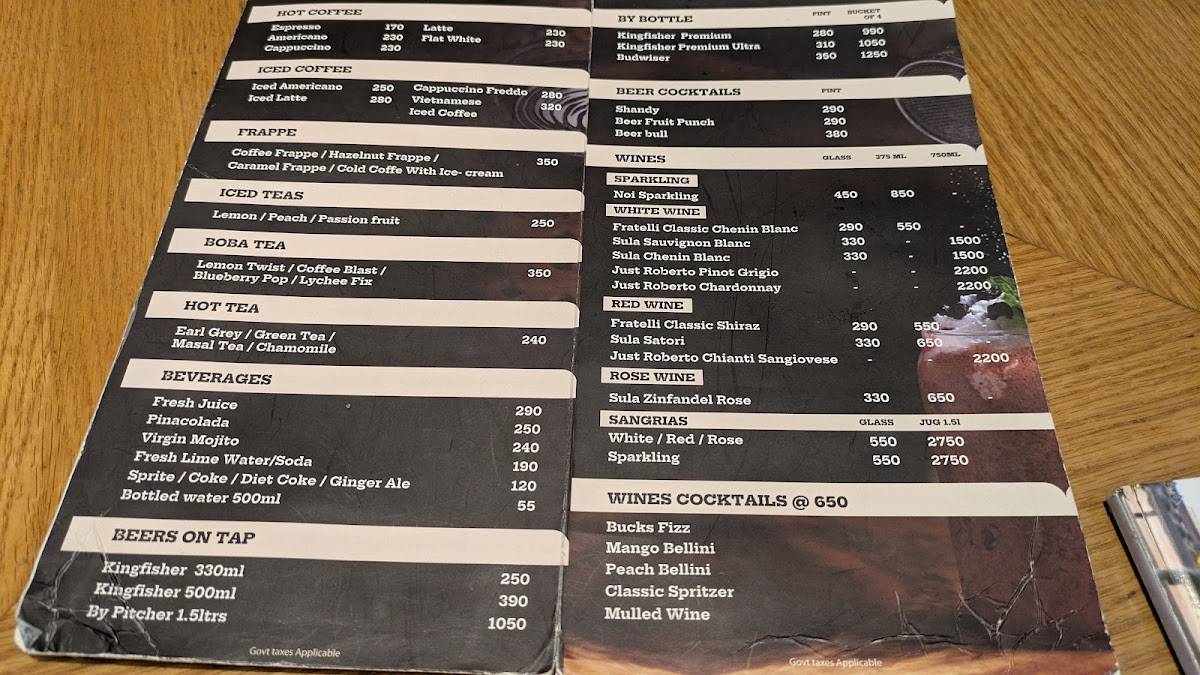 HOT COFFEE
Espresso 170 Latte 230
Americano 230 Flat White 230
Cappuccino 230
ICED COFFEE
Iced Americano 250 Cappuccino Freddo 280
Iced Latte 280 Vietnamese 320
Iced Coffee
FRAPPE
Coffee Frappe / Hazelnut Frappe / 350
Caramel Frappe / Cold Coffe With Ice- cream
ICED TEAS
Lemon / Peach / Passion fruit 250
BOBA TEA
Lemon Twist / Coffee Blast / 350
Blueberry Pop / Lychee Fix
HOT TEA
Earl Grey / Green Tea / 240
Masal Tea / Chamomile
BEVERAGES
Fresh Juice 290
Pinacolada 250
Virgin Mojito 240
Fresh Lime Water/Soda 190
Sprite / Coke / Diet Coke / Ginger Ale 120
Bottled water 500ml 55
BEERS ON TAP
Kingfisher 330ml 250
Kingfisher 500ml 390
By Pitcher 1.5ltrs 1050
Govt taxes Applicable
BY BOTTLE PINT BUCKET
OF 4
Kingfisher Premium 280 990
Kingfisher Premium Ultra 310 1050
Budwiser 350 1250
BEER COCKTAILS PINT
Shandy 290
Beer Fruit Punch 290
Beer bull 380
WINES GLASS 375 ML 750ML
SPARKLING
Noi Sparkling 450 850 -
WHITE WINE
Fratelli Classic Chenin Blanc 290 550 -
Sula Sauvignon Blanc 330 - 1500
Sula Chenin Blanc 330 - 1500
Just Roberto Pinot Grigio - - 2200
Just Roberto Chardonnay - - 2200
RED WINE
Fratelli Classic Shiraz 290 550
Sula Satori 330 650 -
Just Roberto Chianti Sangiovese - - 2200
ROSE WINE
Sula Zinfandel Rose 330 650 -
SANGRIAS GLASS JUG 1.5l
White / Red / Rose 550 2750
Sparkling 550 2750
WINES COCKTAILS @ 650
Bucks Fizz
Mango Bellini
Peach Bellini
Classic Spritzer
Mulled Wine
Govt taxes Applicable